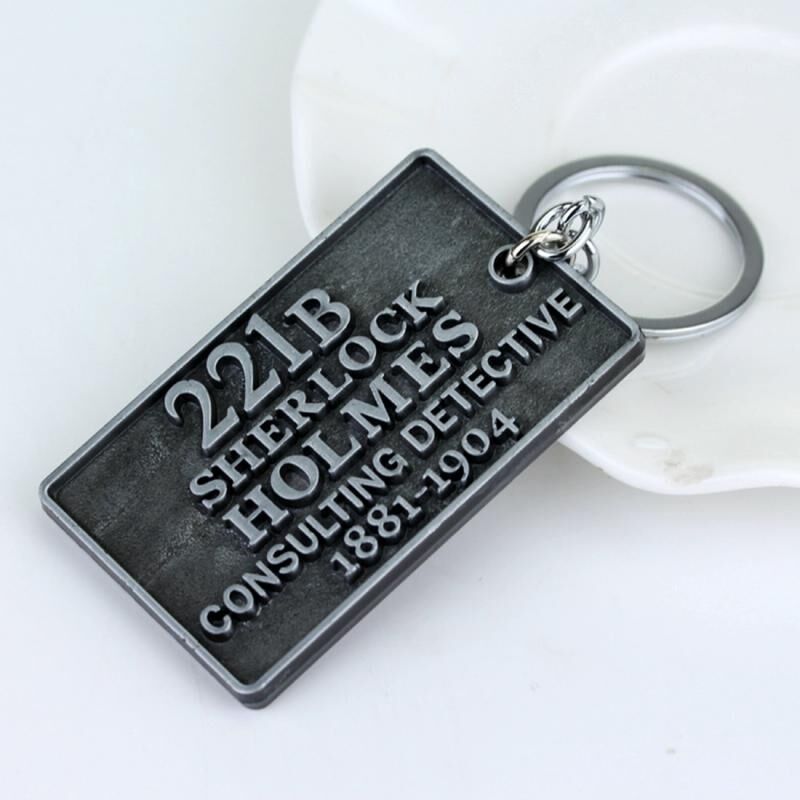 221B
SHERLOCK
HOLMES
CONSULTING DETECTIVE
1881-1904